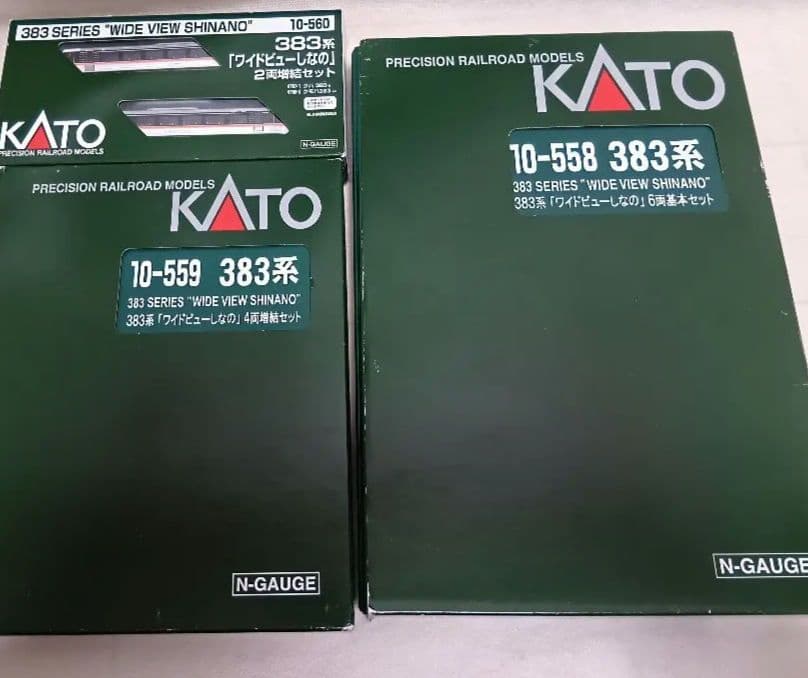 383 SERIES "WIDE VIEW SHINANO" 10-560
383系
「ワイドビューしなの」
2両増結セット
KATO
PRECISION RAILROAD MODELS
N-GAUGE
PRECISION RAILROAD MODELS
KATO
10-559 383系
383 SERIES "WIDE VIEW SHINANO"
383系「ワイドビューしなの」4両増結セット
N-GAUGE
PRECISION RAILROAD MODELS
KATO
10-558 383系
383 SERIES "WIDE VIEW SHINANO"
383系「ワイドビューしなの」6両基本セット
N-GAUGE